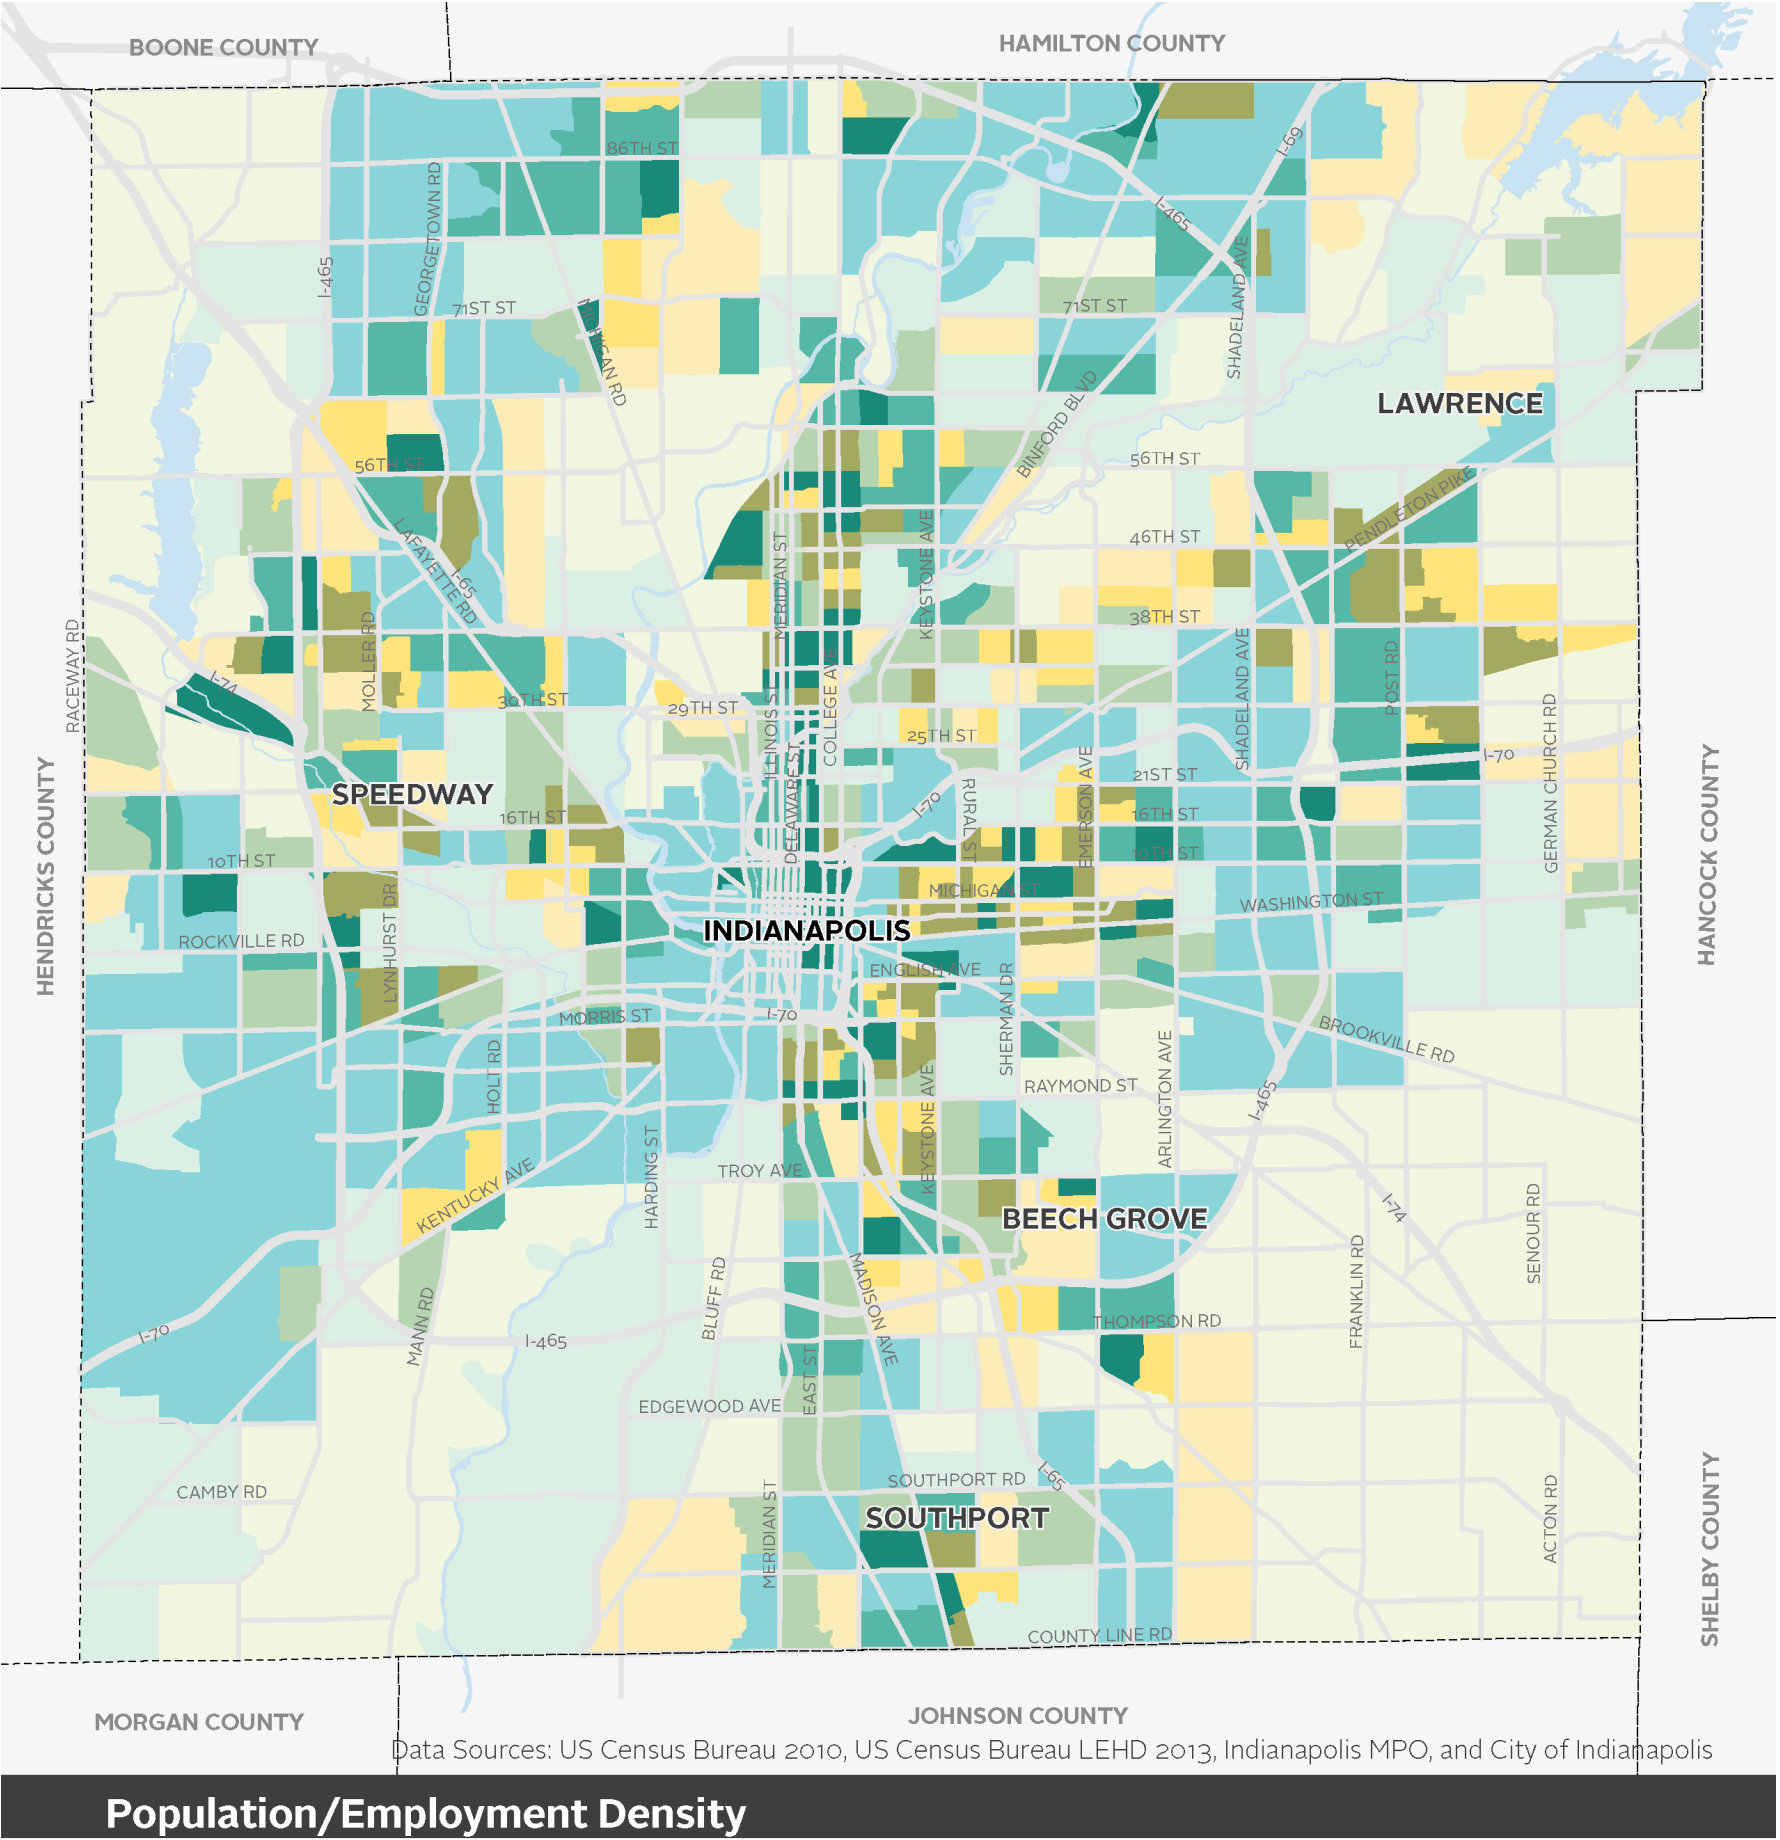 BOONE COUNTY
HAMILTON COUNTY
86TH ST
I-69
I-465
GEORGETOWN RD
I-465
SHADELAND AVE
71ST ST
MICHIGAN RD
71ST ST
BINFORD BLVD
LAWRENCE
56TH ST
56TH ST
PENDLETON PIKE
LAFAYETTE RD
I-65
MERIDIAN ST
KEYSTONE AVE
46TH ST
38TH ST
RACEWAY RD
I-74
MOLLER RD
30TH ST
29TH ST
ILLINOIS ST
COLLEGE AVE
25TH ST
SHADELAND AVE
POST RD
GERMAN CHURCH RD
I-70
HENDRICKS COUNTY
HANCOCK COUNTY
SPEEDWAY
DELAWARE ST
21ST ST
EMERSON AVE
RURAL ST
I-70
16TH ST
16TH ST
10TH ST
10TH ST
LYNHURST DR
MICHIGAN ST
WASHINGTON ST
INDIANAPOLIS
ROCKVILLE RD
ENGLISH AVE
SHERMAN DR
MORRIS ST
I-70
BROOKVILLE RD
HOLT RD
RAYMOND ST
ARLINGTON AVE
I-465
KEYSTONE AVE
HARDING ST
TROY AVE
KENTUCKY AVE
BEECH GROVE
I-74
SENOUR RD
FRANKLIN RD
BLUFF RD
MADISON AVE
I-70
MANN RD
I-465
THOMPSON RD
EAST ST
EDGEWOOD AVE
CAMBY RD
SOUTHPORT RD
I-65
MERIDIAN ST
SOUTHPORT
ACTON RD
SHELBY COUNTY
COUNTY LINE RD
MORGAN COUNTY
JOHNSON COUNTY
Data Sources: US Census Bureau 2010, US Census Bureau LEHD 2013, Indianapolis MPO, and City of Indianapolis
Population/Employment Density